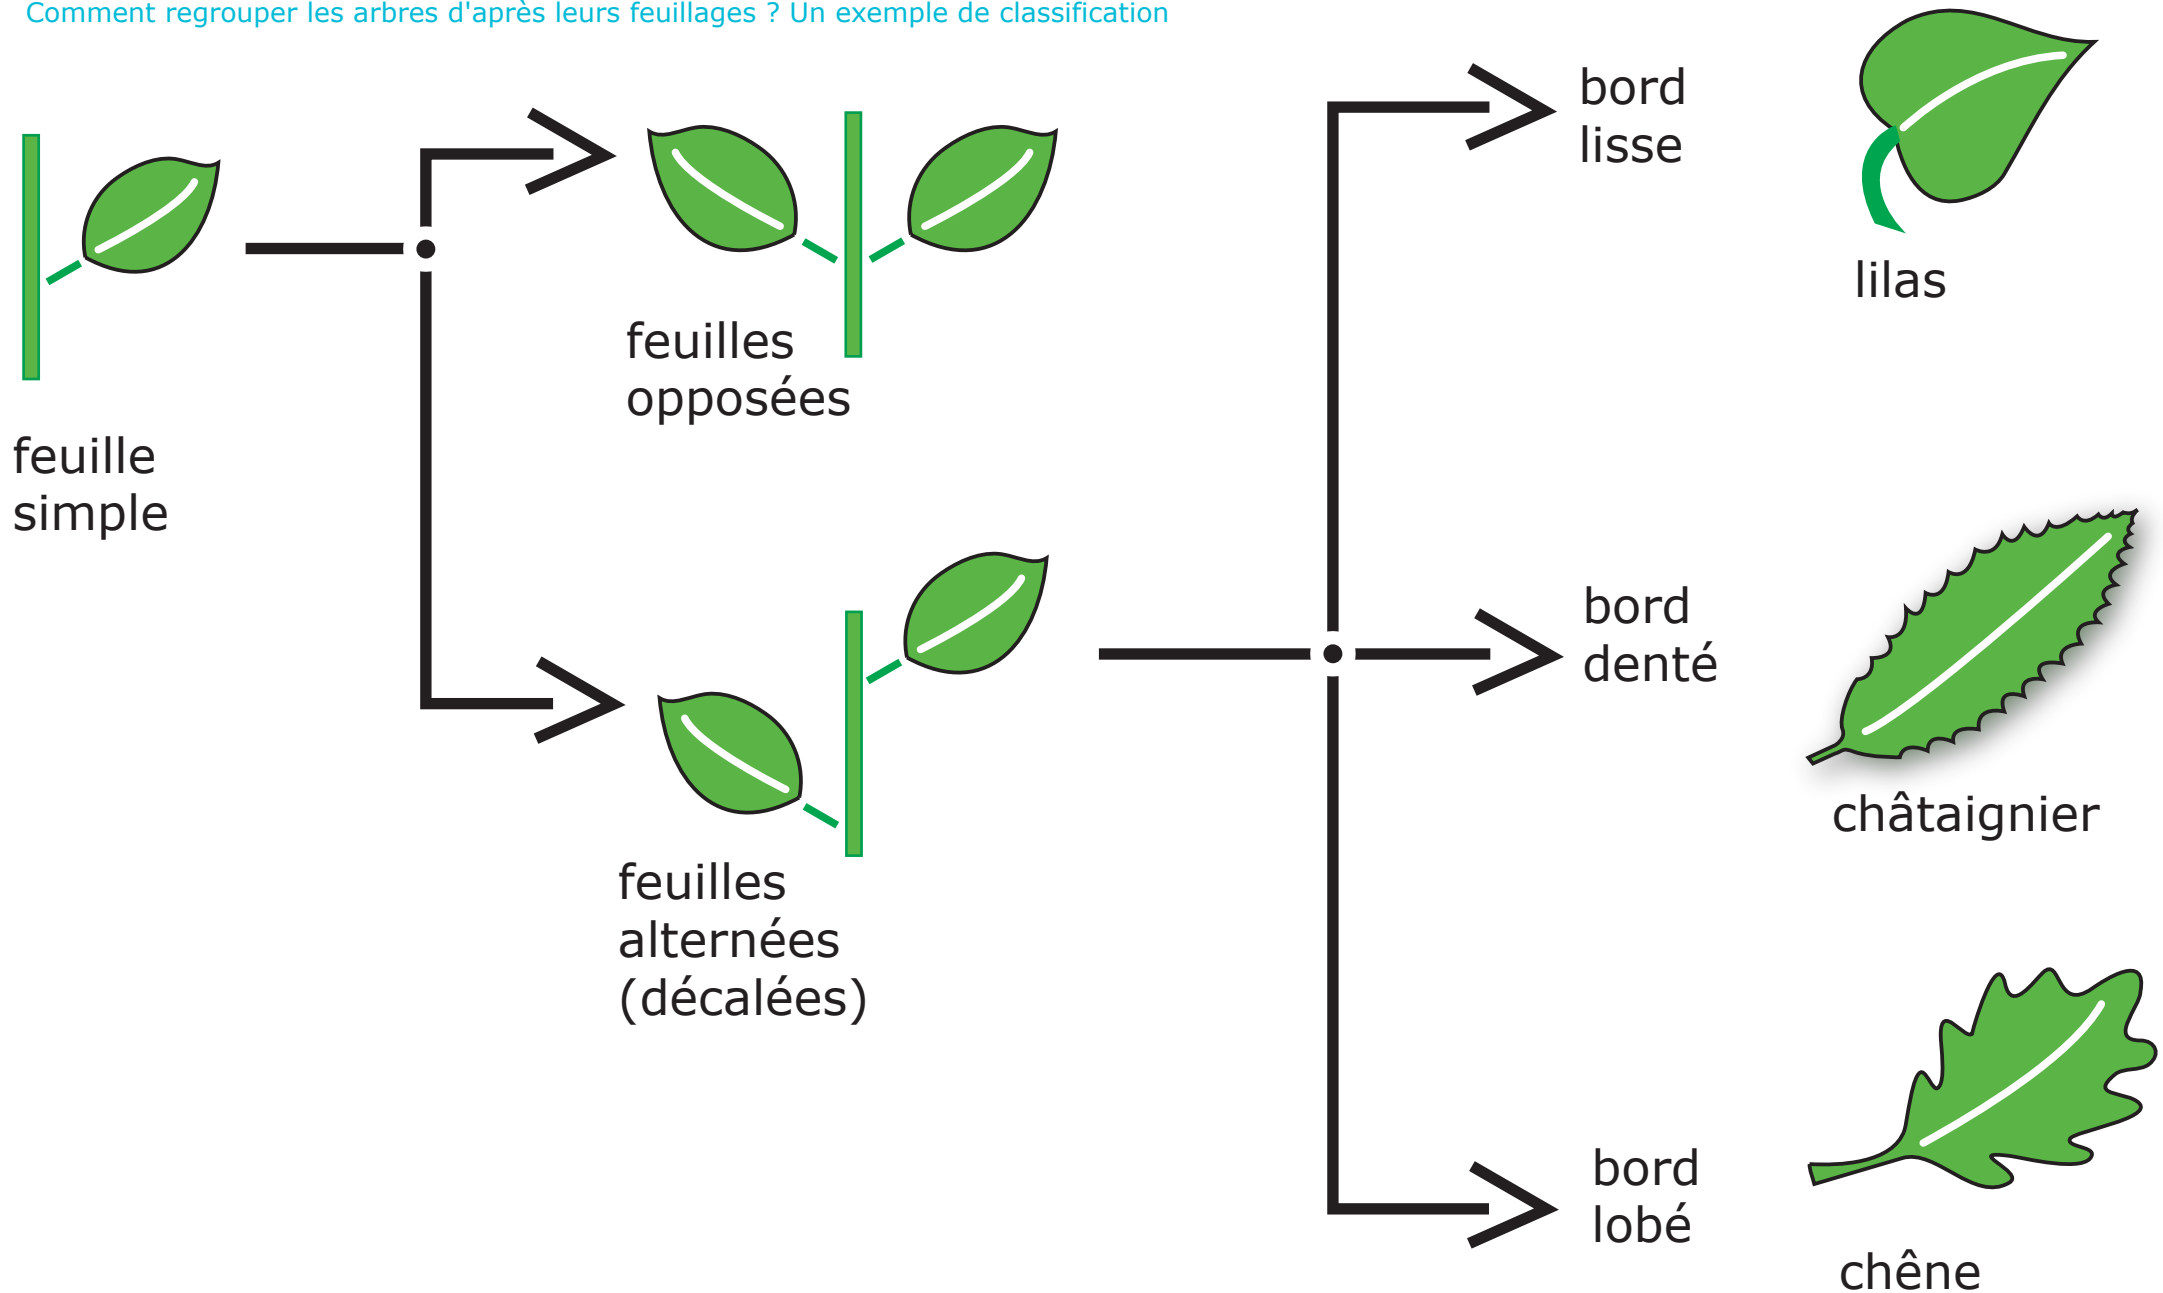 Comment regrouper les arbres d'après leurs feuillages ? Un exemple de classification
feuille
simple
feuilles
opposées
feuilles
alternées
(décalées)
bord
lisse
lilas
bord
denté
châtaignier
bord
lobé
chêne